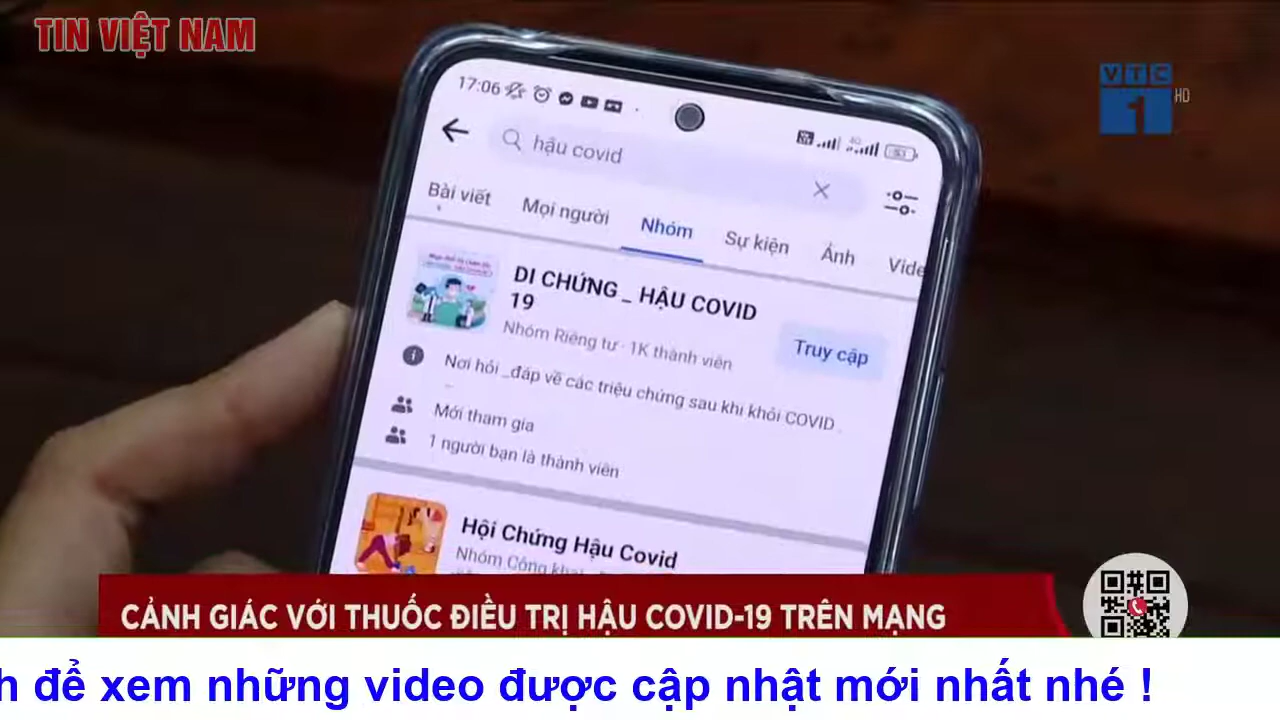 TIN VIỆT NAM
VTC
1 HD
17:06
hậu covid
Bài viết Mọi người Nhóm Sự kiện Ảnh Vide
DI CHỨNG _ HẬU COVID
19
Nhóm Riêng tư · 1K thành viên
Truy cập
Nơi hỏi _đáp về các triệu chứng sau khi khỏi COVID .
Mới tham gia
1 người bạn là thành viên
Hội Chứng Hậu Covid
Nhóm Công khai
CẢNH GIÁC VỚI THUỐC ĐIỀU TRỊ HẬU COVID-19 TRÊN MẠNG
h để xem những video được cập nhật mới nhất nhé !